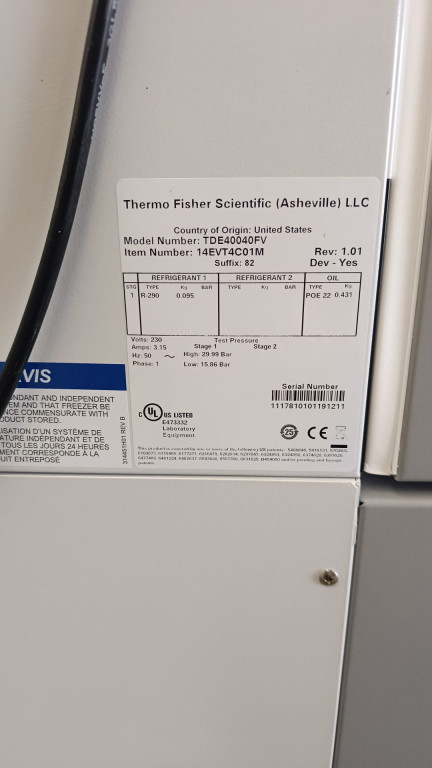 Thermo Fisher Scientific (Asheville) LLC
Country of Origin: United States
Model Number: TDE40040FV
Item Number: 14EVT4C01M
Rev: 1.01
Suffix: 82
Dev - Yes
REFRIGERANT 1 REFRIGERANT 2 OIL
STG TYPE Kg BAR TYPE Kg BAR TYPE Kg
1 R-290 0.095 POE 22 0.431
Volts: 230 Test Pressure
Amps: 3.15 Stage 1 Stage 2
Hz: 50 ~ High: 29.99 Bar
Phase: 1 Low: 15.86 Bar
Serial Number
1117810101191211
C UL US LISTED
E473332
Laboratory
Equipment
25
CE
314451H01 REV B
VIS
NDANT AND INDEPENDENT
EM AND THAT FREEZER BE
NCE COMMENSURATE WITH
ODUCT STORED.
ISATION D'UN SYSTÈME DE
ATURE INDÉPENDANT ET DE
TOUS LES JOURS 24 HEURES
MENT CORRESPONDE À LA
UIT ENTREPOSÉ